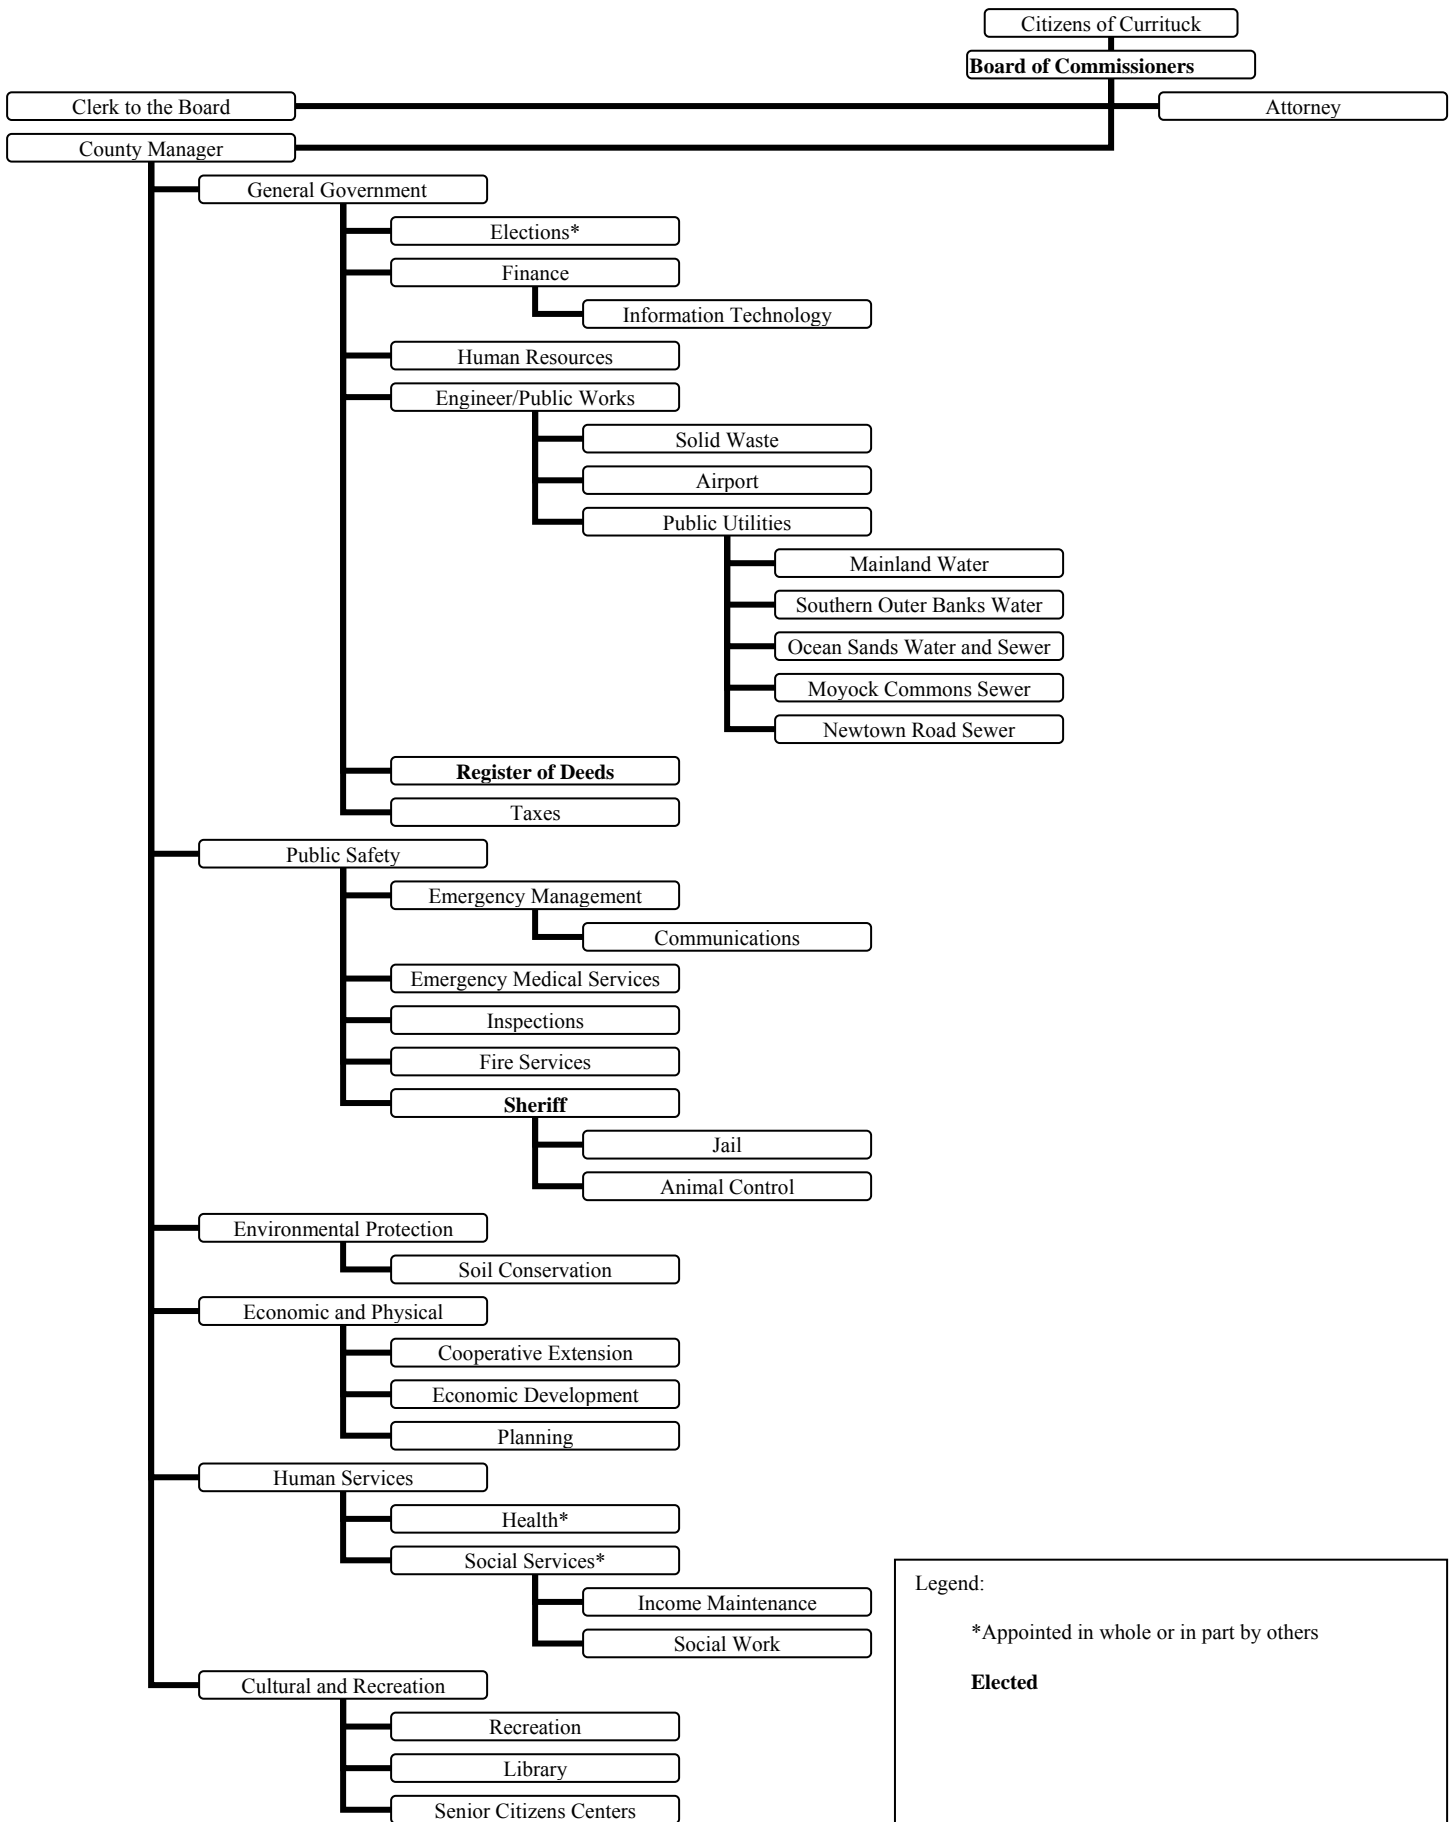 Citizens of Currituck
Board of Commissioners
Clerk to the Board
Attorney
County Manager
General Government
Elections*
Finance
Information Technology
Human Resources
Engineer/Public Works
Solid Waste
Airport
Public Utilities
Mainland Water
Southern Outer Banks Water
Ocean Sands Water and Sewer
Moyock Commons Sewer
Newtown Road Sewer
Register of Deeds
Taxes
Public Safety
Emergency Management
Communications
Emergency Medical Services
Inspections
Fire Services
Sheriff
Jail
Animal Control
Environmental Protection
Soil Conservation
Economic and Physical
Cooperative Extension
Economic Development
Planning
Human Services
Health*
Social Services*
Income Maintenance
Social Work
Cultural and Recreation
Recreation
Library
Senior Citizens Centers
Legend:
*Appointed in whole or in part by others
Elected